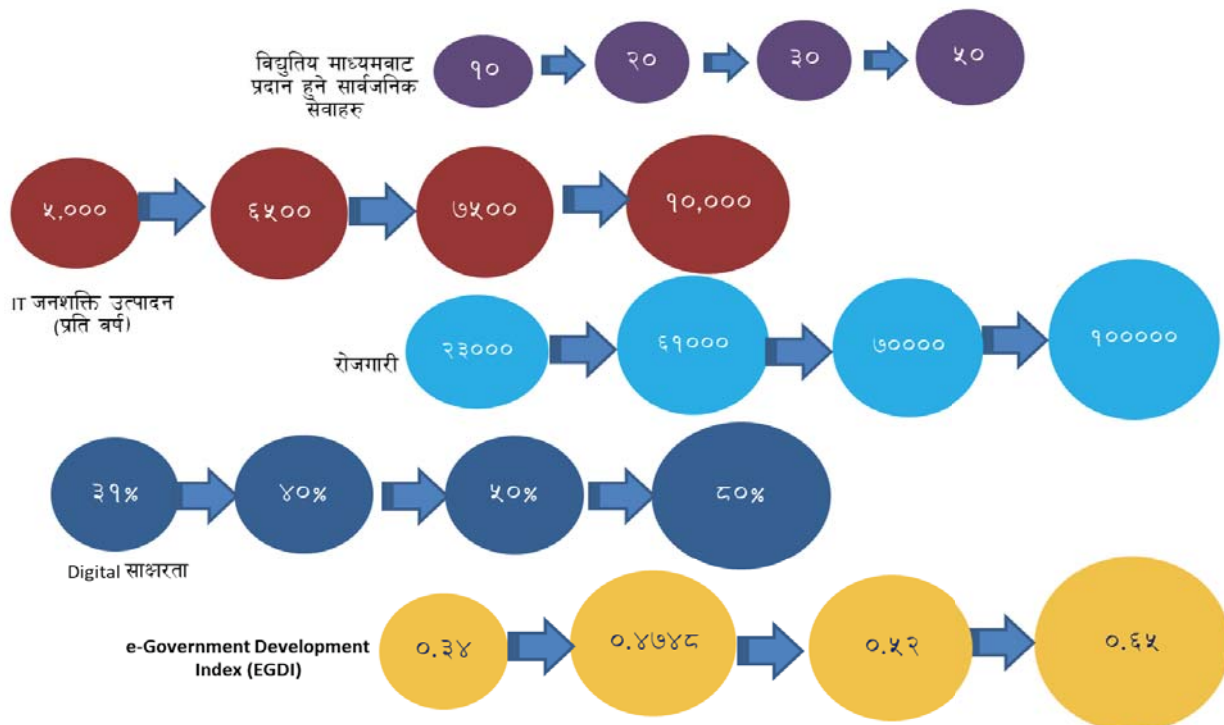 विद्युतिय माध्यमवाट
प्रदान हुने सार्वजनिक
सेवाहरु
१० २० ३० ५०
५,००० ६५०० ७५०० १०,०००
IT जनशक्ति उत्पादन
(प्रति वर्ष)
रोजगारी
२३००० ६१००० ७०००० १०००००
३१% ४०% ५०% ८०%
Digital साक्षरता
e-Government Development
Index (EGDI)
०.३४ ०.४७४८ ०.५२ ०.६५